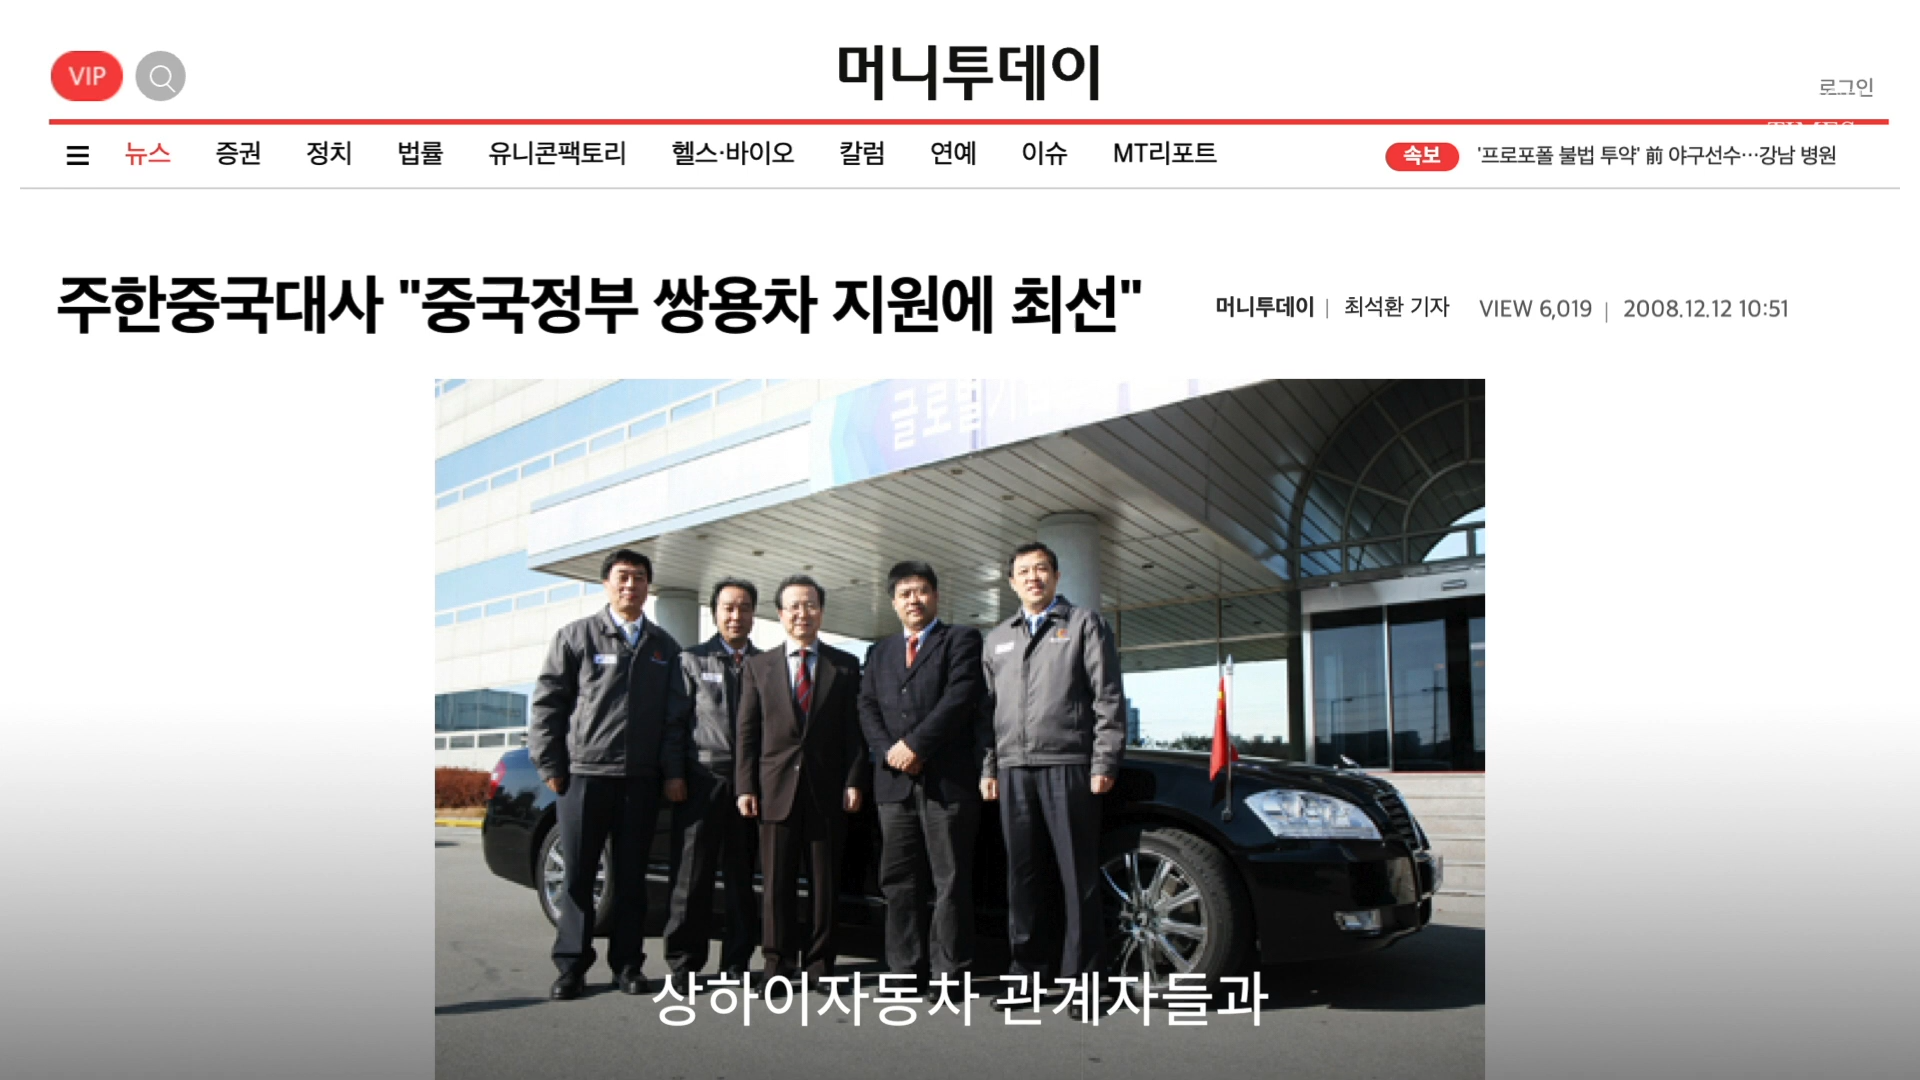 VIP
머니투데이
로그인
뉴스 증권 정치 법률 유니콘팩토리 헬스·바이오 칼럼 연예 이슈 MT리포트
속보 '프로포폴 불법 투약' 前 야구선수…강남 병원
주한중국대사 "중국정부 쌍용차 지원에 최선"
머니투데이 | 최석환 기자 VIEW 6,019 | 2008.12.12 10:51
글로벌
상하이자동차 관계자들과